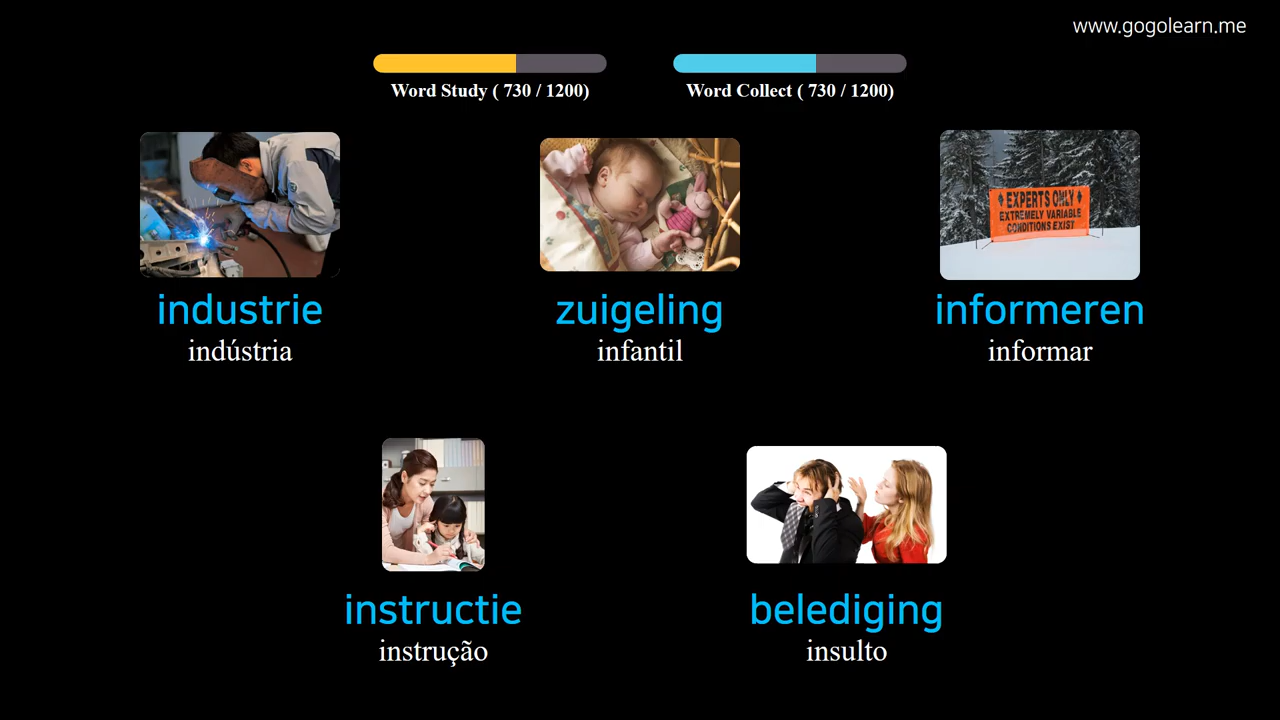 www.gogolearn.me
Word Study ( 730 / 1200)
Word Collect ( 730 / 1200)
EXPERTS ONLY
EXTREMELY VARIABLE
CONDITIONS EXIST
industrie
indústria
zuigeling
infantil
informeren
informar
instructie
instrução
belediging
insulto